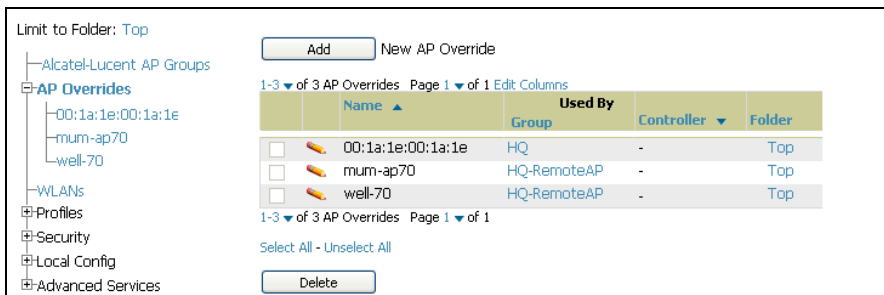 Limit to Folder: Top
Alcatel-Lucent AP Groups
AP Overrides
00:1a:1e:00:1a:1e
mum-ap70
well-70
WLANs
Profiles
Security
Local Config
Advanced Services
Add New AP Override
1-3 of 3 AP Overrides Page 1 of 1 Edit Columns
Used By
Name Group Controller Folder
00:1a:1e:00:1a:1e HQ - Top
mum-ap70 HQ-RemoteAP - Top
well-70 HQ-RemoteAP - Top
1-3 of 3 AP Overrides Page 1 of 1
Select All - Unselect All
Delete